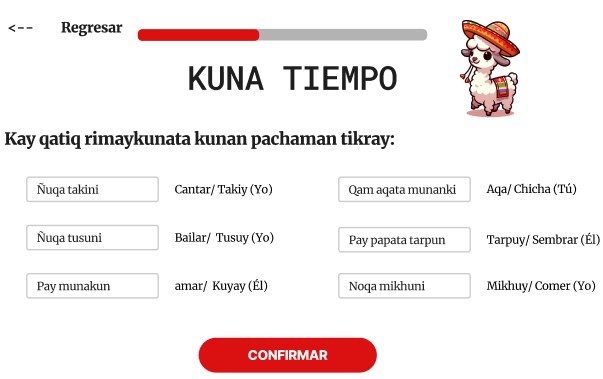 <-- Regresar
KUNA TIEMPO
Kay qatiq rimaykunata kunan pachaman tikray:
Ñuqa takini Cantar/ Takiy (Yo)
Ñuqa tusuni Bailar/ Tusuy (Yo)
Pay munakun amar/ Kuyay (Él)
Qam aqata munanki Aqa/ Chicha (Tú)
Pay papata tarpun Tarpuy/ Sembrar (Él)
Noqa mikhuni Mikhuy/ Comer (Yo)
CONFIRMAR